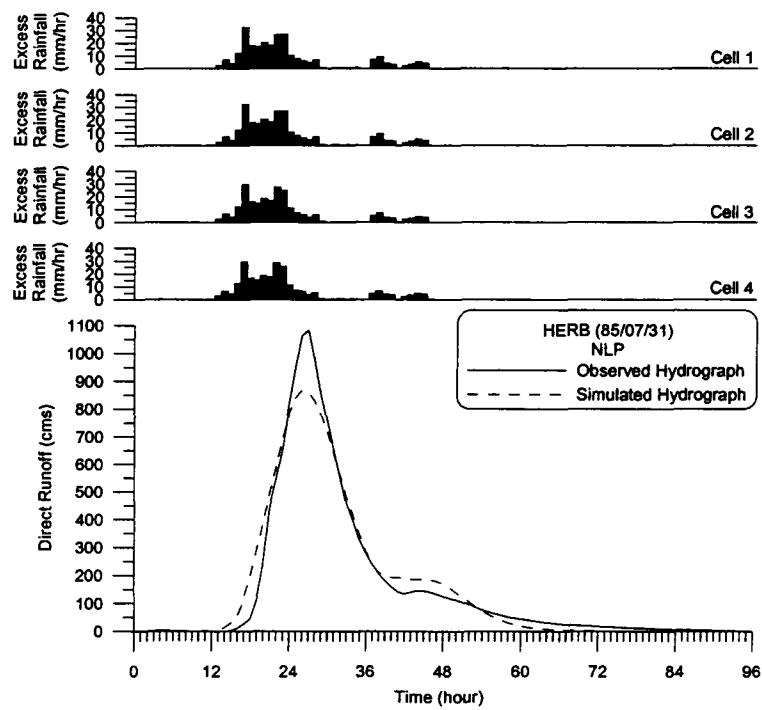 Excess
Rainfall
(mm/hr)
40
30
20
10
0
Cell 1
Excess
Rainfall
(mm/hr)
40
30
20
10
0
Cell 2
Excess
Rainfall
(mm/hr)
40
30
20
10
0
Cell 3
Excess
Rainfall
(mm/hr)
40
30
20
10
0
Cell 4
HERB (85/07/31)
NLP
Observed Hydrograph
Simulated Hydrograph
Direct Runoff (cms)
1100
1000
900
800
700
600
500
400
300
200
100
0
0 12 24 36 48 60 72 84 96
Time (hour)